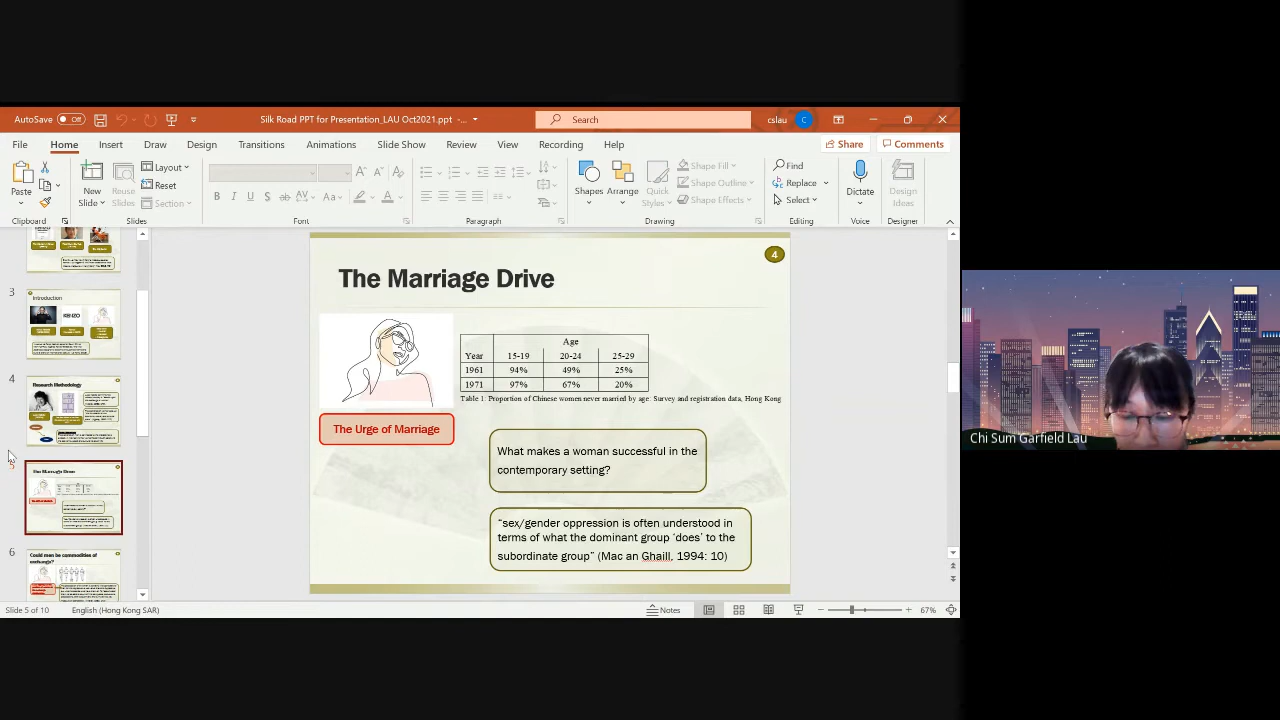 AutoSave Off
Silk Road PPT for Presentation_LAU Oct2021.ppt -...
Search
cslau C
File Home Insert Draw Design Transitions Animations Slide Show Review View Recording Help
Share Comments
Paste
New Slide
Reuse Slides
Layout
Reset
Section
B I U S ab AV Aa A
Shapes Arrange Quick Styles
Shape Fill
Shape Outline
Shape Effects
Find
Replace
Select
Dictate
Design Ideas
Clipboard Slides Font Paragraph Drawing Editing Voice Designer
3
Introduction
KENZO
4
Research Methodology
5
The Marriage Drive
6
Could men be commodities of exchange?
4
The Marriage Drive
Age
Year 15-19 20-24 25-29
1961 94% 49% 25%
1971 97% 67% 20%
Table 1: Proportion of Chinese women never married by age Survey and registration data, Hong Kong
The Urge of Marriage
What makes a woman successful in the
contemporary setting?
“sex/gender oppression is often understood in
terms of what the dominant group ‘does’ to the
subordinate group” (Mac an Ghaill, 1994: 10)
Slide 5 of 10 English (Hong Kong SAR) Notes 67%
Chi Sum Garfield Lau